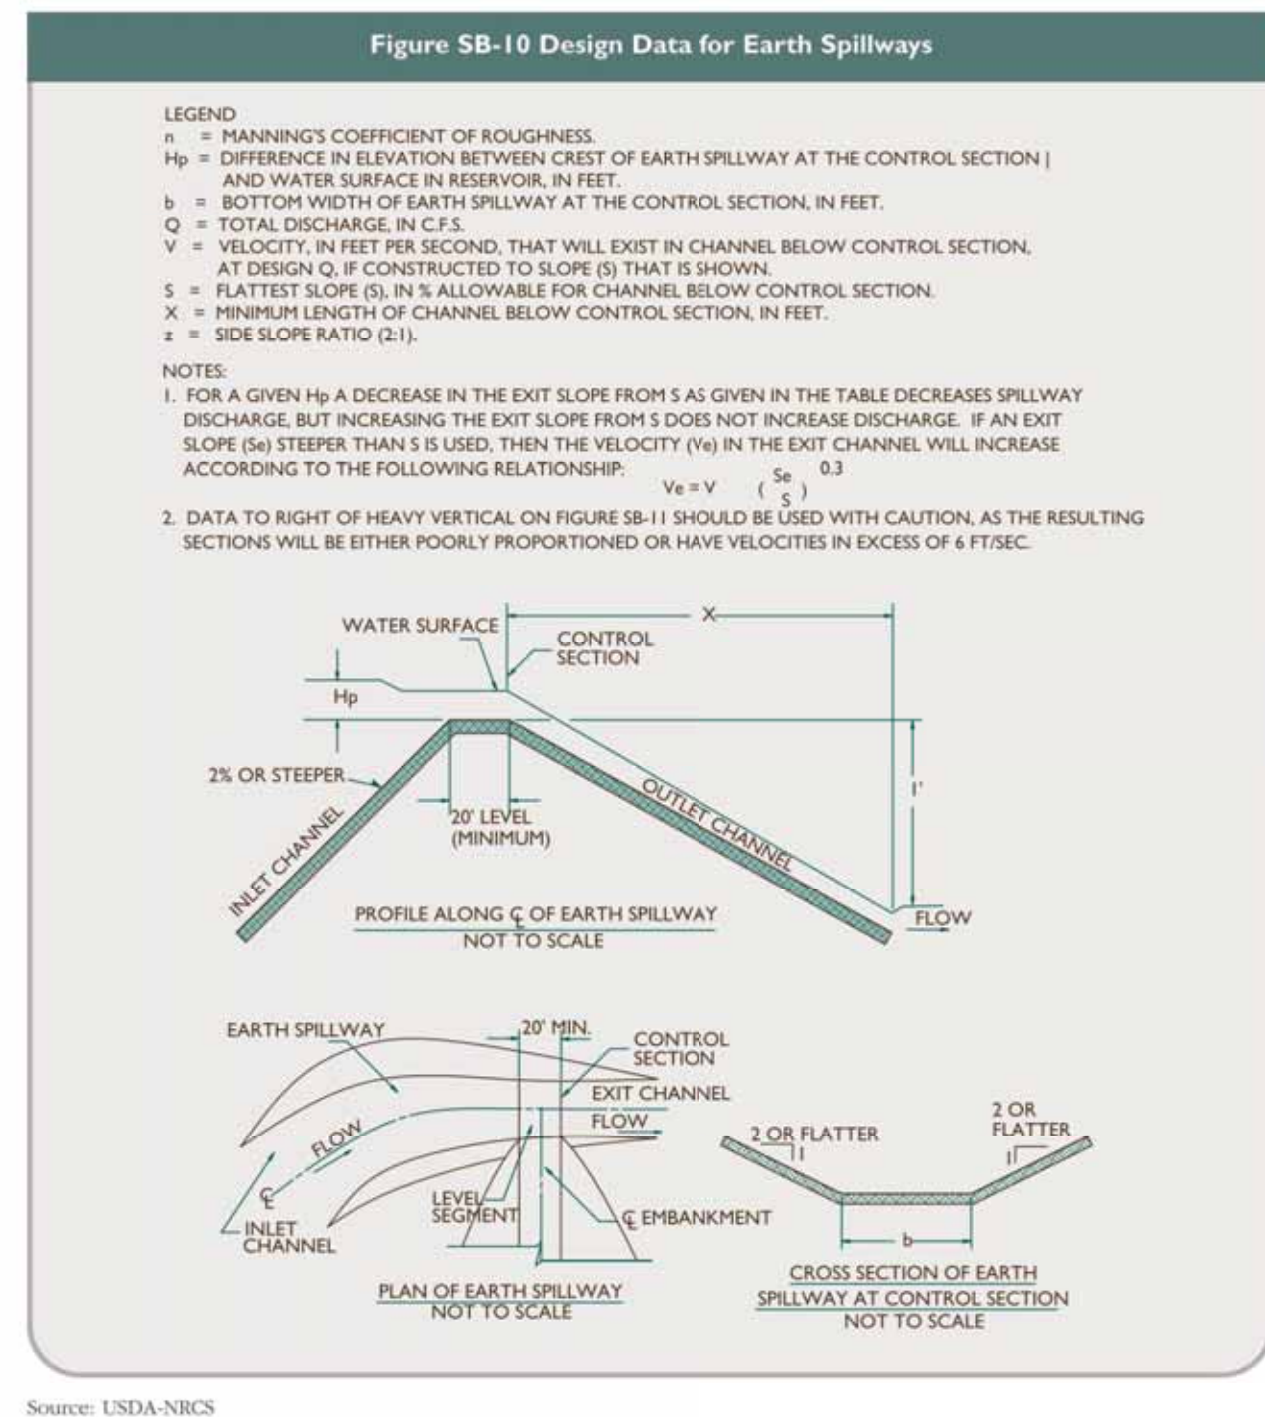 Figure SB-10 Design Data for Earth Spillways
LEGEND
n = MANNING'S COEFFICIENT OF ROUGHNESS.
Hp = DIFFERENCE IN ELEVATION BETWEEN CREST OF EARTH SPILLWAY AT THE CONTROL SECTION |
AND WATER SURFACE IN RESERVOIR, IN FEET.
b = BOTTOM WIDTH OF EARTH SPILLWAY AT THE CONTROL SECTION, IN FEET.
Q = TOTAL DISCHARGE, IN C.F.S.
V = VELOCITY, IN FEET PER SECOND, THAT WILL EXIST IN CHANNEL BELOW CONTROL SECTION,
AT DESIGN Q, IF CONSTRUCTED TO SLOPE (S) THAT IS SHOWN.
S = FLATTEST SLOPE (S), IN % ALLOWABLE FOR CHANNEL BELOW CONTROL SECTION.
X = MINIMUM LENGTH OF CHANNEL BELOW CONTROL SECTION, IN FEET.
z = SIDE SLOPE RATIO (2:1).
NOTES:
1. FOR A GIVEN Hp A DECREASE IN THE EXIT SLOPE FROM S AS GIVEN IN THE TABLE DECREASES SPILLWAY
DISCHARGE, BUT INCREASING THE EXIT SLOPE FROM S DOES NOT INCREASE DISCHARGE. IF AN EXIT
SLOPE (Se) STEEPER THAN S IS USED, THEN THE VELOCITY (Ve) IN THE EXIT CHANNEL WILL INCREASE
ACCORDING TO THE FOLLOWING RELATIONSHIP:
Ve = V ( Se S ) 0.3
2. DATA TO RIGHT OF HEAVY VERTICAL ON FIGURE SB-11 SHOULD BE USED WITH CAUTION, AS THE RESULTING
SECTIONS WILL BE EITHER POORLY PROPORTIONED OR HAVE VELOCITIES IN EXCESS OF 6 FT/SEC.
X
WATER SURFACE
CONTROL
SECTION
Hp
2% OR STEEPER
1'
20' LEVEL
(MINIMUM)
INLET CHANNEL
OUTLET CHANNEL
FLOW
PROFILE ALONG ℄ OF EARTH SPILLWAY
NOT TO SCALE
EARTH SPILLWAY
20' MIN.
CONTROL
SECTION
EXIT CHANNEL
FLOW
FLOW
℄
LEVEL
SEGMENT
℄ EMBANKMENT
INLET
CHANNEL
PLAN OF EARTH SPILLWAY
NOT TO SCALE
2 OR FLATTER
1
2 OR
FLATTER
1
b
CROSS SECTION OF EARTH
SPILLWAY AT CONTROL SECTION
NOT TO SCALE
Source: USDA-NRCS